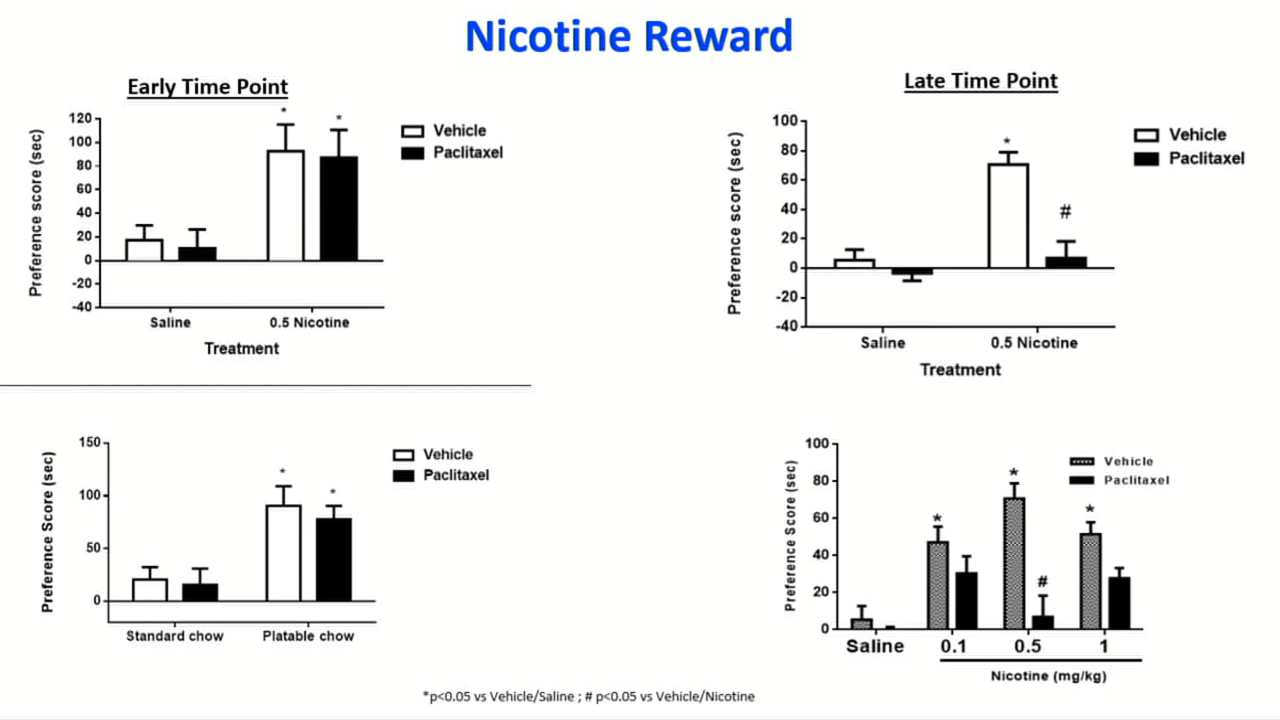 Nicotine Reward
Early Time Point
*
*
120
100
80
60
40
20
0
-20
-40
Preference score (sec)
Saline
0.5 Nicotine
Treatment
Vehicle
Paclitaxel
Late Time Point
*
#
100
80
60
40
20
0
-20
-40
Preference score (sec)
Saline
0.5 Nicotine
Treatment
Vehicle
Paclitaxel
*
*
150
100
50
0
Preference Score (sec)
Standard chow
Platable chow
Vehicle
Paclitaxel
*
*
*
#
100
80
60
40
20
0
Preference Score (sec)
Saline
0.1
0.5
1
Nicotine (mg/kg)
Vehicle
Paclitaxel
*p<0.05 vs Vehicle/Saline ; # p<0.05 vs Vehicle/Nicotine